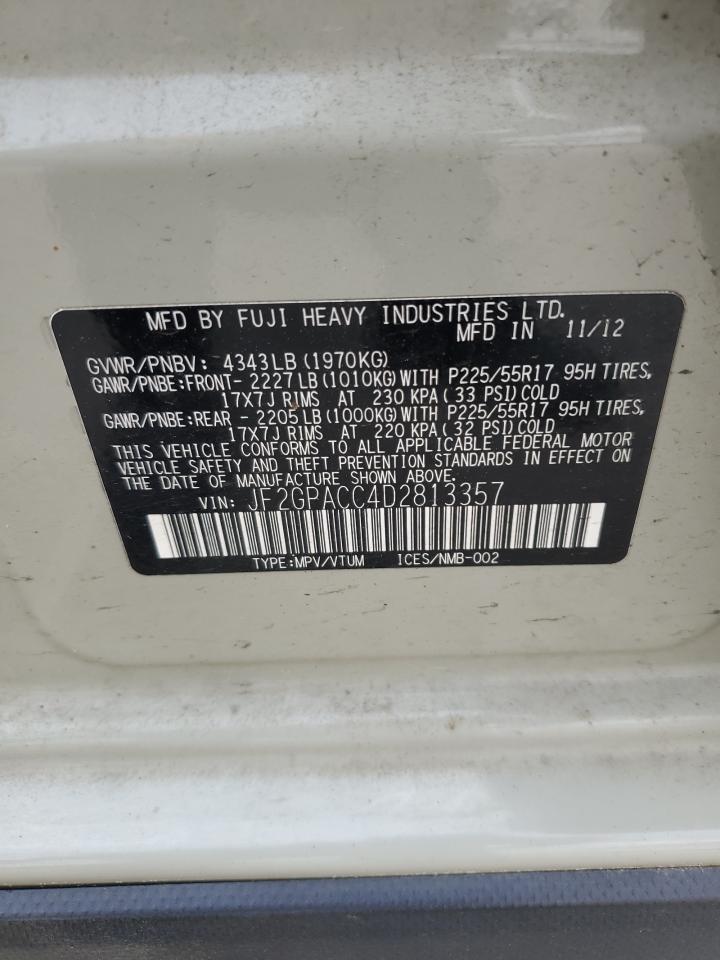 MFD BY FUJI HEAVY INDUSTRIES LTD.
MFD IN 11/12
GVWR/PNBV: 4343LB (1970KG)
GAWR/PNBE:FRONT- 2227LB (1010KG) WITH P225/55R17 95H TIRES,
17X7J RIMS AT 230 KPA ( 33 PSI) COLD
GAWR/PNBE:REAR - 2205LB (1000KG) WITH P225/55R17 95H TIRES,
17X7J RIMS AT 220 KPA ( 32 PSI) COLD
THIS VEHICLE CONFORMS TO ALL APPLICABLE FEDERAL MOTOR
VEHICLE SAFETY AND THEFT PREVENTION STANDARDS IN EFFECT ON
THE DATE OF MANUFACTURE SHOWN ABOVE.
VIN: JF2GPACC4D2813357
TYPE:MPV/VTUM ICES/NMB-002